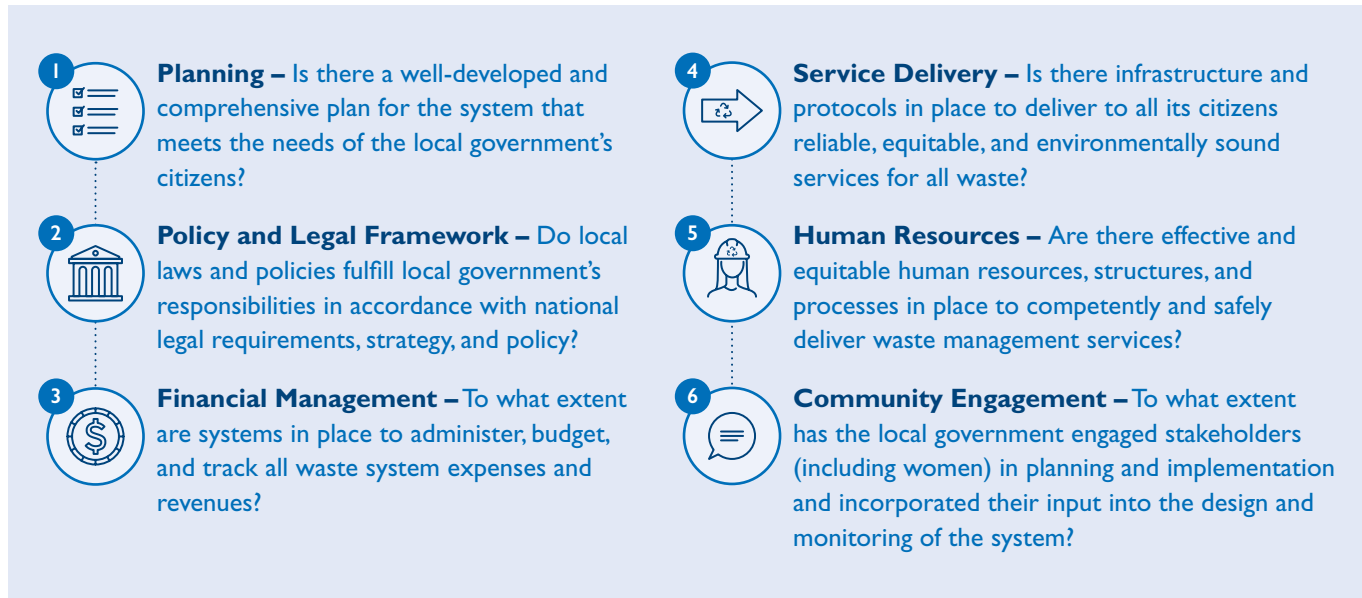 1
Planning – Is there a well-developed and
comprehensive plan for the system that
meets the needs of the local government’s
citizens?
2
Policy and Legal Framework – Do local
laws and policies fulfill local government’s
responsibilities in accordance with national
legal requirements, strategy, and policy?
3
Financial Management – To what extent
are systems in place to administer, budget,
and track all waste system expenses and
revenues?
4
Service Delivery – Is there infrastructure and
protocols in place to deliver to all its citizens
reliable, equitable, and environmentally sound
services for all waste?
5
Human Resources – Are there effective and
equitable human resources, structures, and
processes in place to competently and safely
deliver waste management services?
6
Community Engagement – To what extent
has the local government engaged stakeholders
(including women) in planning and implementation
and incorporated their input into the design and
monitoring of the system?